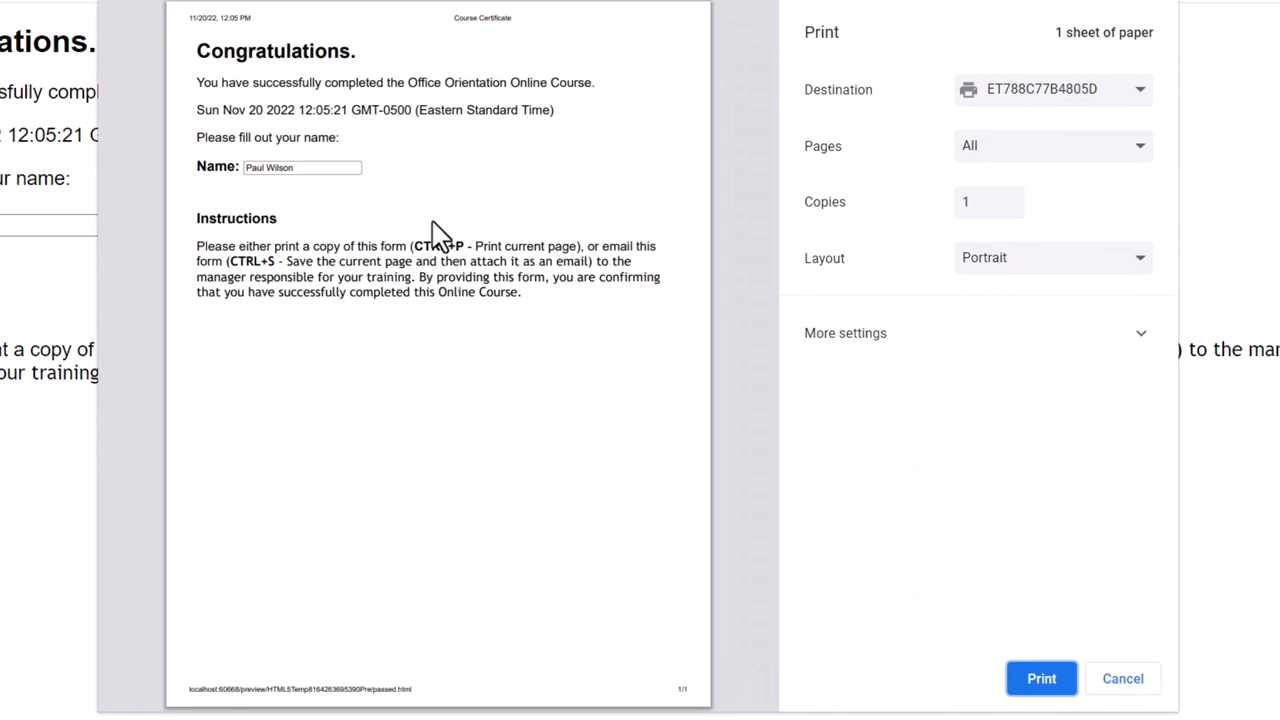 ations.
sfully compl
2 12:05:21 G
ur name:
t a copy of
our training
11/20/22, 12:05 PM
Course Certificate
Congratulations.
You have successfully completed the Office Orientation Online Course.
Sun Nov 20 2022 12:05:21 GMT-0500 (Eastern Standard Time)
Please fill out your name:
Name: Paul Wilson
Instructions
Please either print a copy of this form (CTRL+P - Print current page), or email this
form (CTRL+S - Save the current page and then attach it as an email) to the
manager responsible for your training. By providing this form, you are confirming
that you have successfully completed this Online Course.
localhost:60668/preview/HTML5Temp8164263695390Pre/passed.html
1/1
Print
1 sheet of paper
Destination
ET788C77B4805D
Pages
All
Copies
1
Layout
Portrait
More settings
Print
Cancel
) to the mar